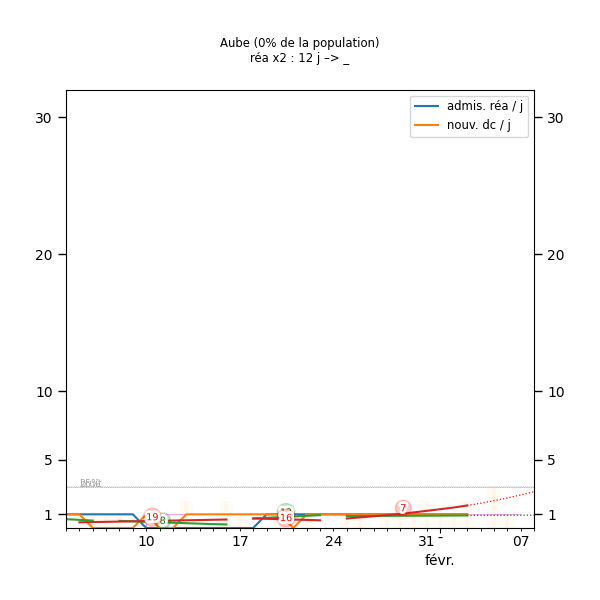 Aube (0% de la population)
réa x2 : 12 j –> _
admis. réa / j
nouv. dc / j
30 30
20 20
10 10
5 5
1 1
19 8 16 7
10 17 24 31 07
févr.